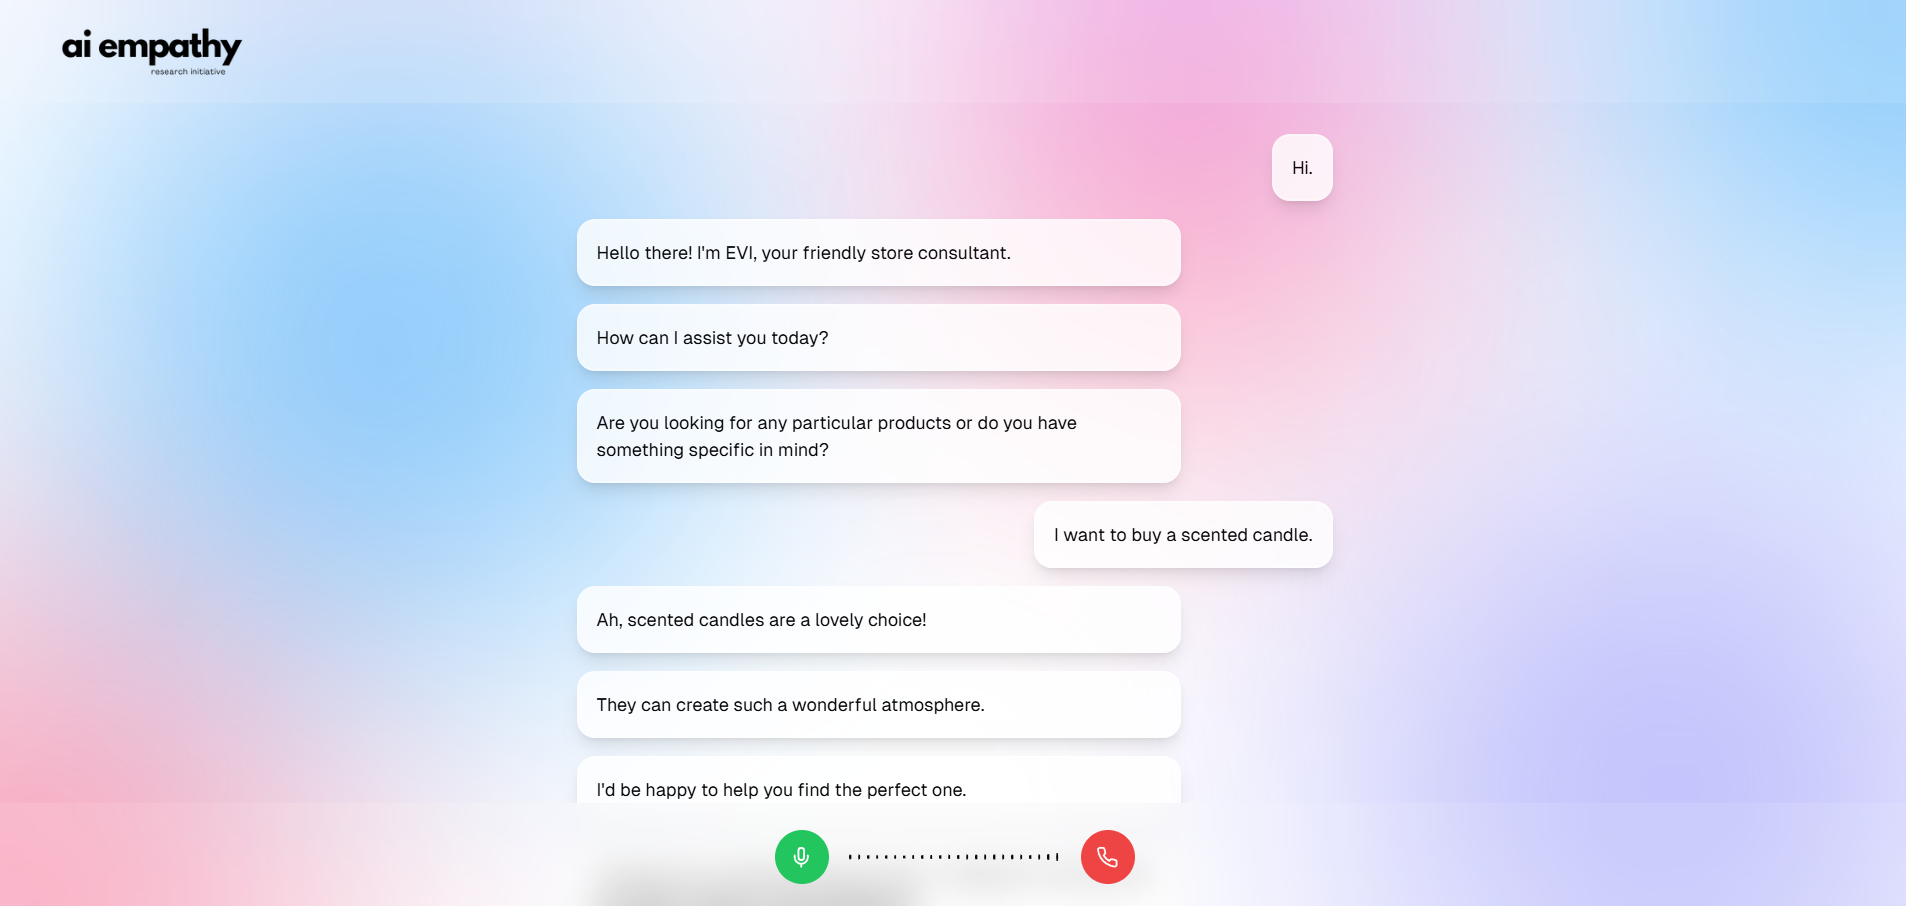 ai empathy
research initiative
Hi.
Hello there! I'm EVI, your friendly store consultant.
How can I assist you today?
Are you looking for any particular products or do you have
something specific in mind?
I want to buy a scented candle.
Ah, scented candles are a lovely choice!
They can create such a wonderful atmosphere.
I'd be happy to help you find the perfect one.